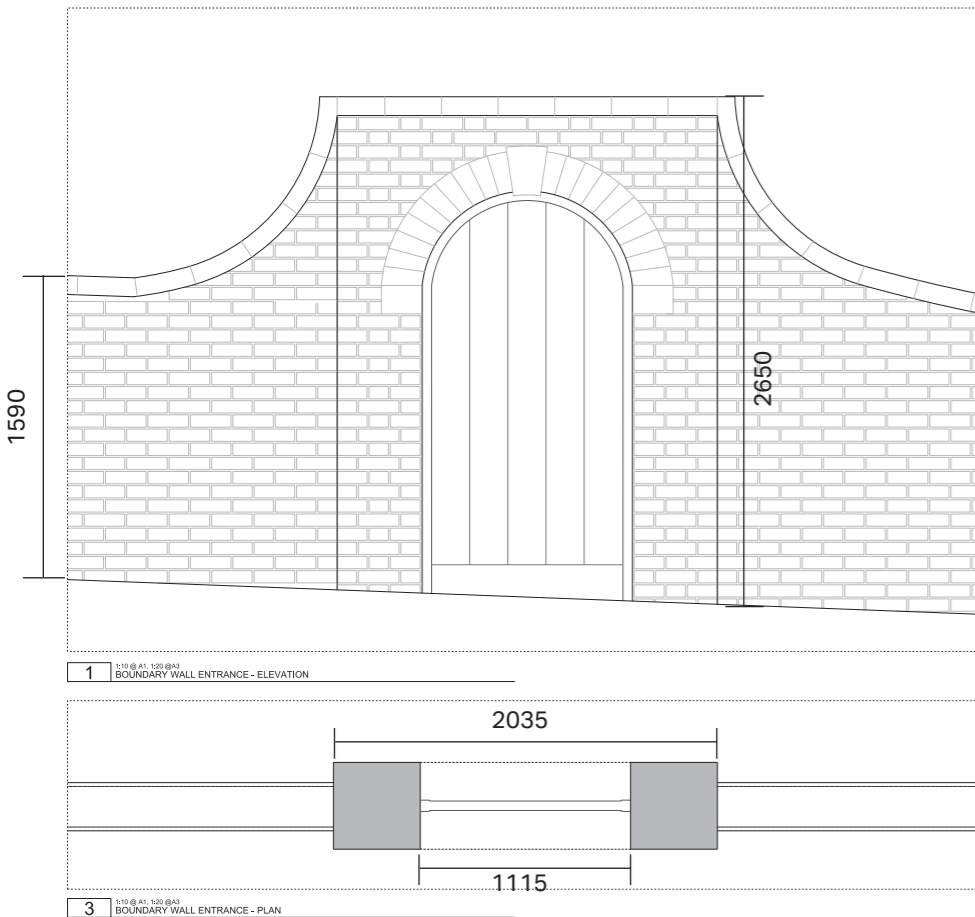 1590
2650
1
1:10 @ A1, 1:20 @A3
BOUNDARY WALL ENTRANCE - ELEVATION
2035
1115
3
1:10 @ A1, 1:20 @A3
BOUNDARY WALL ENTRANCE - PLAN